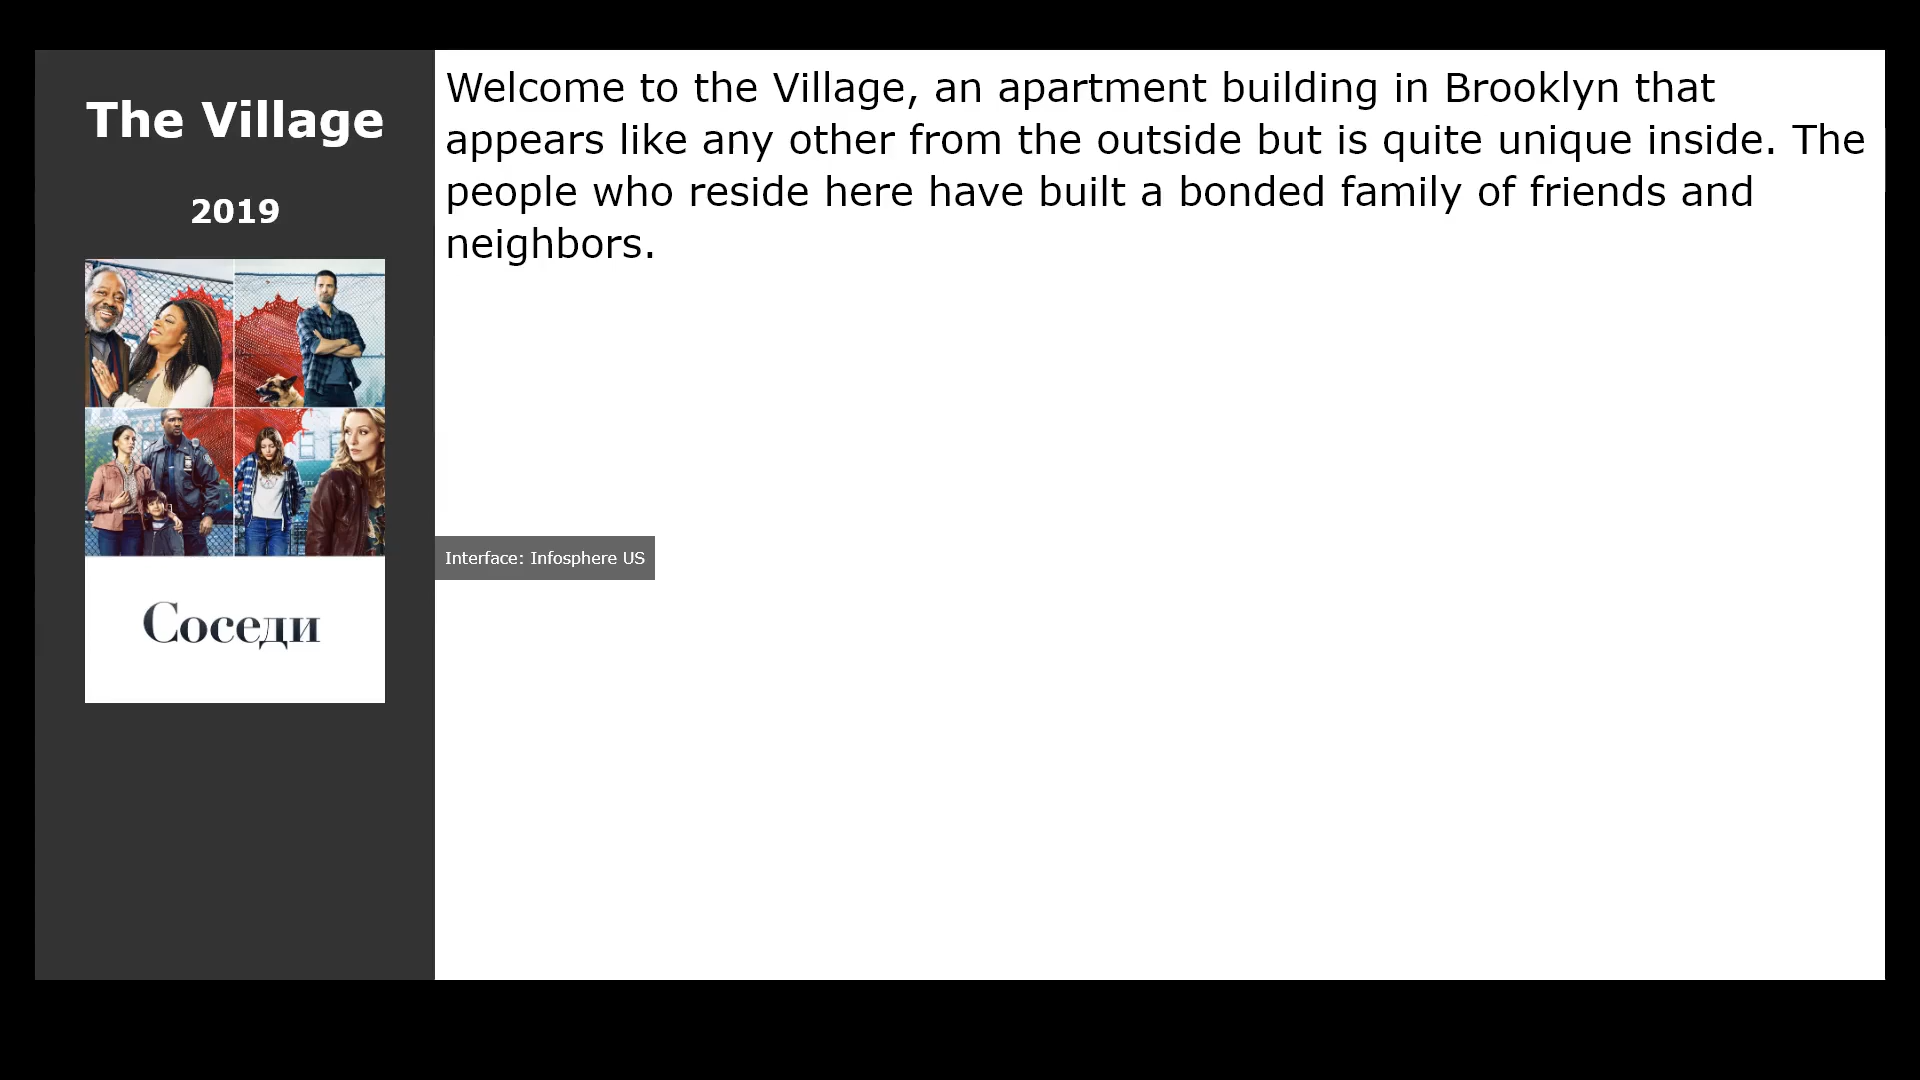 The Village
2019
Соседи
Welcome to the Village, an apartment building in Brooklyn that
appears like any other from the outside but is quite unique inside. The
people who reside here have built a bonded family of friends and
neighbors.
Interface: Infosphere US